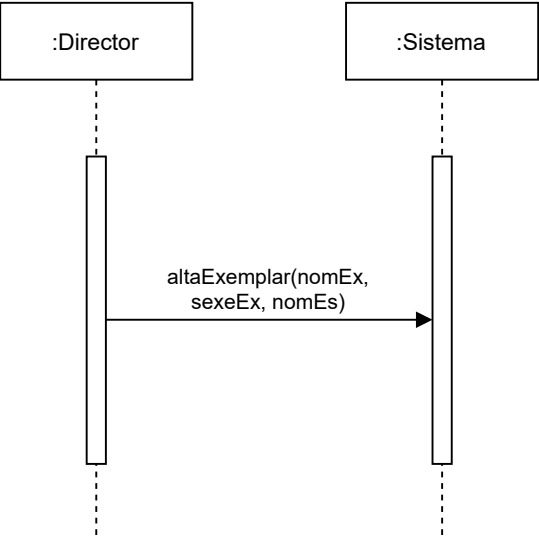 :Director
:Sistema
altaExemplar(nomEx,
sexeEx, nomEs)